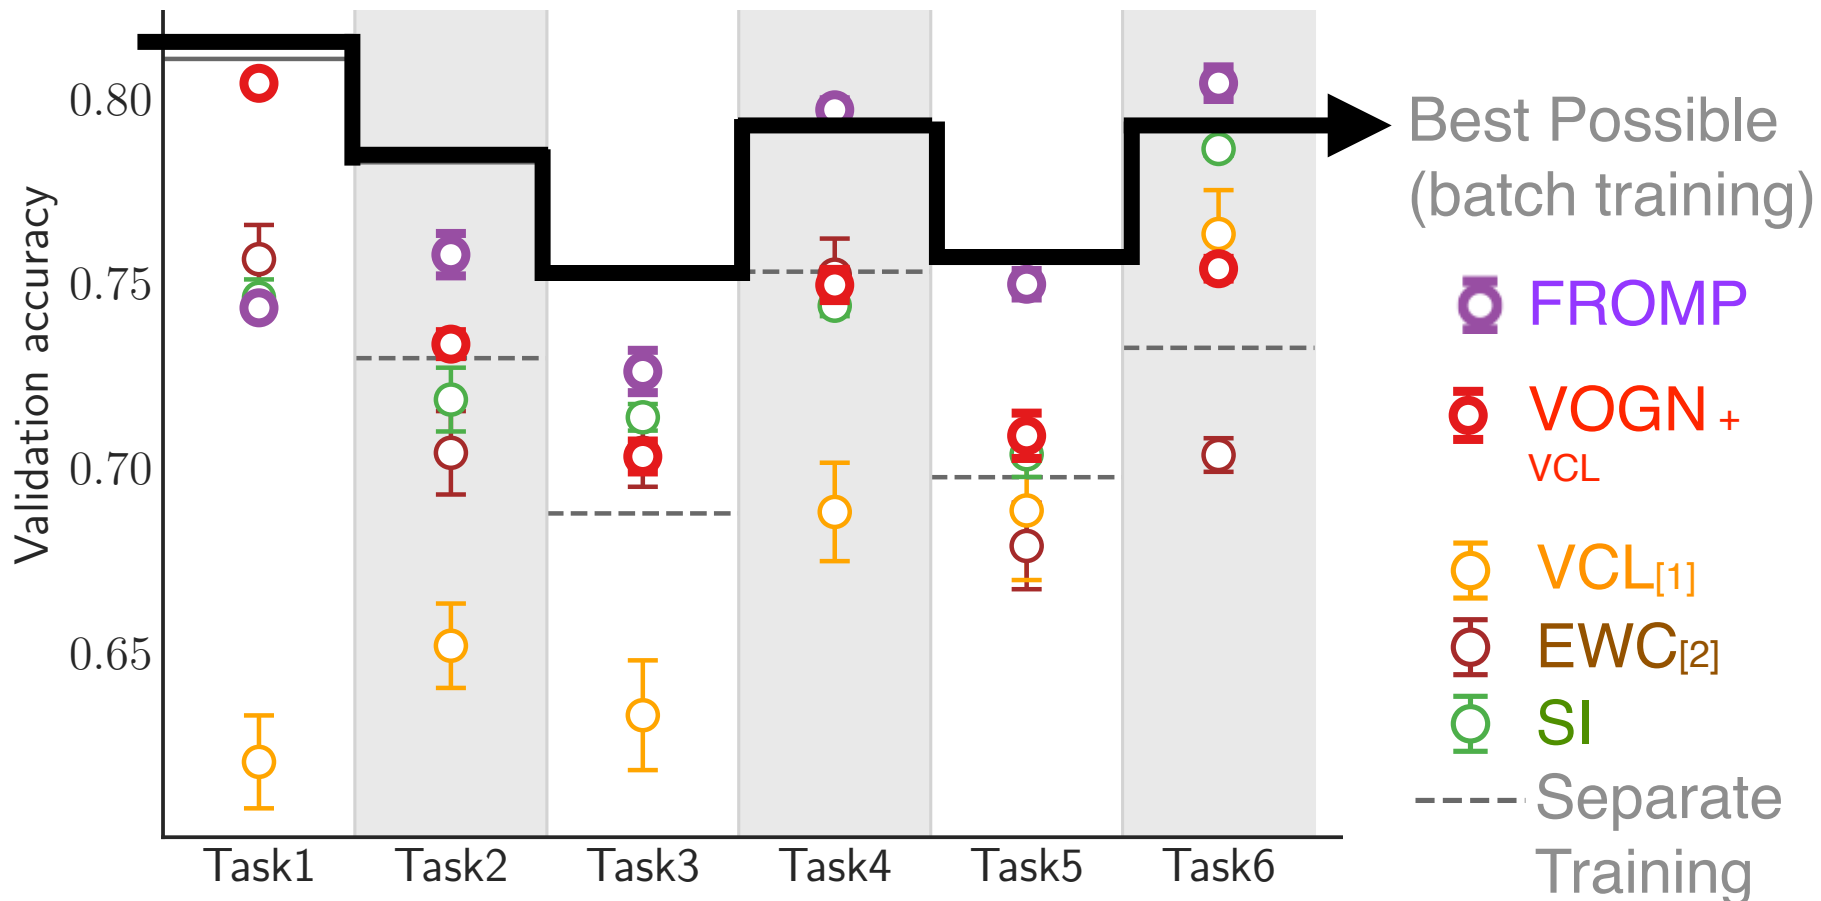 Validation accuracy
0.80
0.75
0.70
0.65
Task1 Task2 Task3 Task4 Task5 Task6
Best Possible
(batch training)
FROMP
VOGN +
VCL
VCL[1]
EWC[2]
SI
Separate
Training